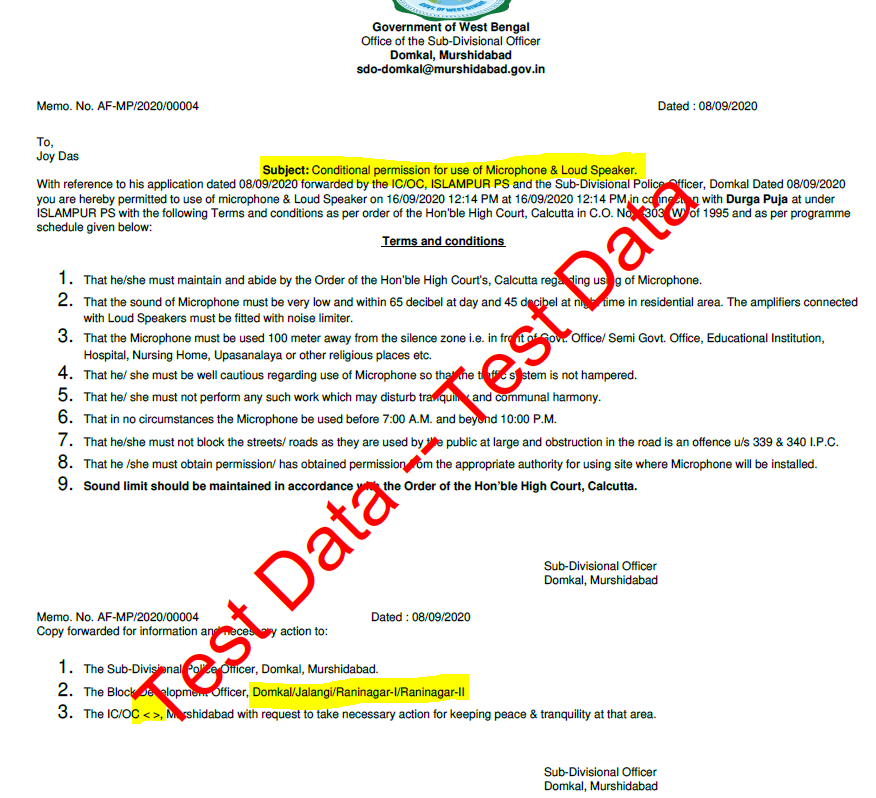 GOVT. OF WEST BENGAL
Government of West Bengal
Office of the Sub-Divisional Officer
Domkal, Murshidabad
sdo-domkal@murshidabad.gov.in
Memo. No. AF-MP/2020/00004 Dated : 08/09/2020
To,
Joy Das
Subject: Conditional permission for use of Microphone & Loud Speaker.
With reference to his application dated 08/09/2020 forwarded by the IC/OC, ISLAMPUR PS and the Sub-Divisional Police Officer, Domkal Dated 08/09/2020
you are hereby permitted to use of microphone & Loud Speaker on 16/09/2020 12:14 PM at 16/09/2020 12:14 PM in connection with Durga Puja at under
ISLAMPUR PS with the following Terms and conditions as per order of the Hon'ble High Court, Calcutta in C.O. No. 303(W) of 1995 and as per programme
schedule given below:
Terms and conditions
1. That he/she must maintain and abide by the Order of the Hon'ble High Court's, Calcutta regarding using of Microphone.
2. That the sound of Microphone must be very low and within 65 decibel at day and 45 decibel at night time in residential area. The amplifiers connected
with Loud Speakers must be fitted with noise limiter.
3. That the Microphone must be used 100 meter away from the silence zone i.e. in front of Govt. Office/ Semi Govt. Office, Educational Institution,
Hospital, Nursing Home, Upasanalaya or other religious places etc.
4. That he/ she must be well cautious regarding use of Microphone so that the traffic system is not hampered.
5. That he/ she must not perform any such work which may disturb tranquility and communal harmony.
6. That in no circumstances the Microphone be used before 7:00 A.M. and beyond 10:00 P.M.
7. That he/she must not block the streets/ roads as they are used by the public at large and obstruction in the road is an offence u/s 339 & 340 I.P.C.
8. That he /she must obtain permission/ has obtained permission from the appropriate authority for using site where Microphone will be installed.
9. Sound limit should be maintained in accordance with the Order of the Hon'ble High Court, Calcutta.
Test Data -- Test Data
Sub-Divisional Officer
Domkal, Murshidabad
Memo. No. AF-MP/2020/00004 Dated : 08/09/2020
Copy forwarded for information and necessary action to:
1. The Sub-Divisional Police Officer, Domkal, Murshidabad.
2. The Block Development Officer, Domkal/Jalangi/Raninagar-I/Raninagar-II
3. The IC/OC < >, Murshidabad with request to take necessary action for keeping peace & tranquility at that area.
Sub-Divisional Officer
Domkal, Murshidabad